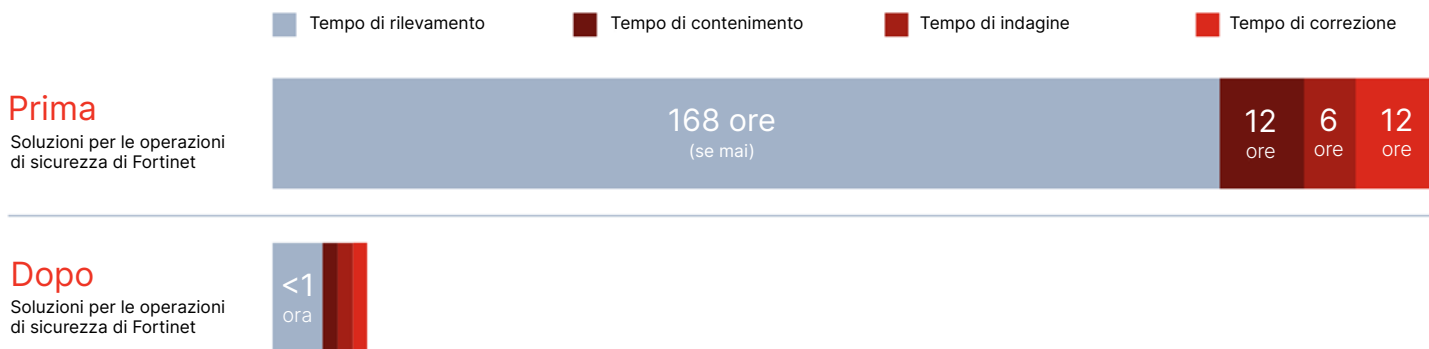 Tempo di rilevamento
Tempo di contenimento
Tempo di indagine
Tempo di correzione
Prima
Soluzioni per le operazioni
di sicurezza di Fortinet
168 ore
(se mai)
12
ore
6
ore
12
ore
Dopo
Soluzioni per le operazioni
di sicurezza di Fortinet
<1
ora